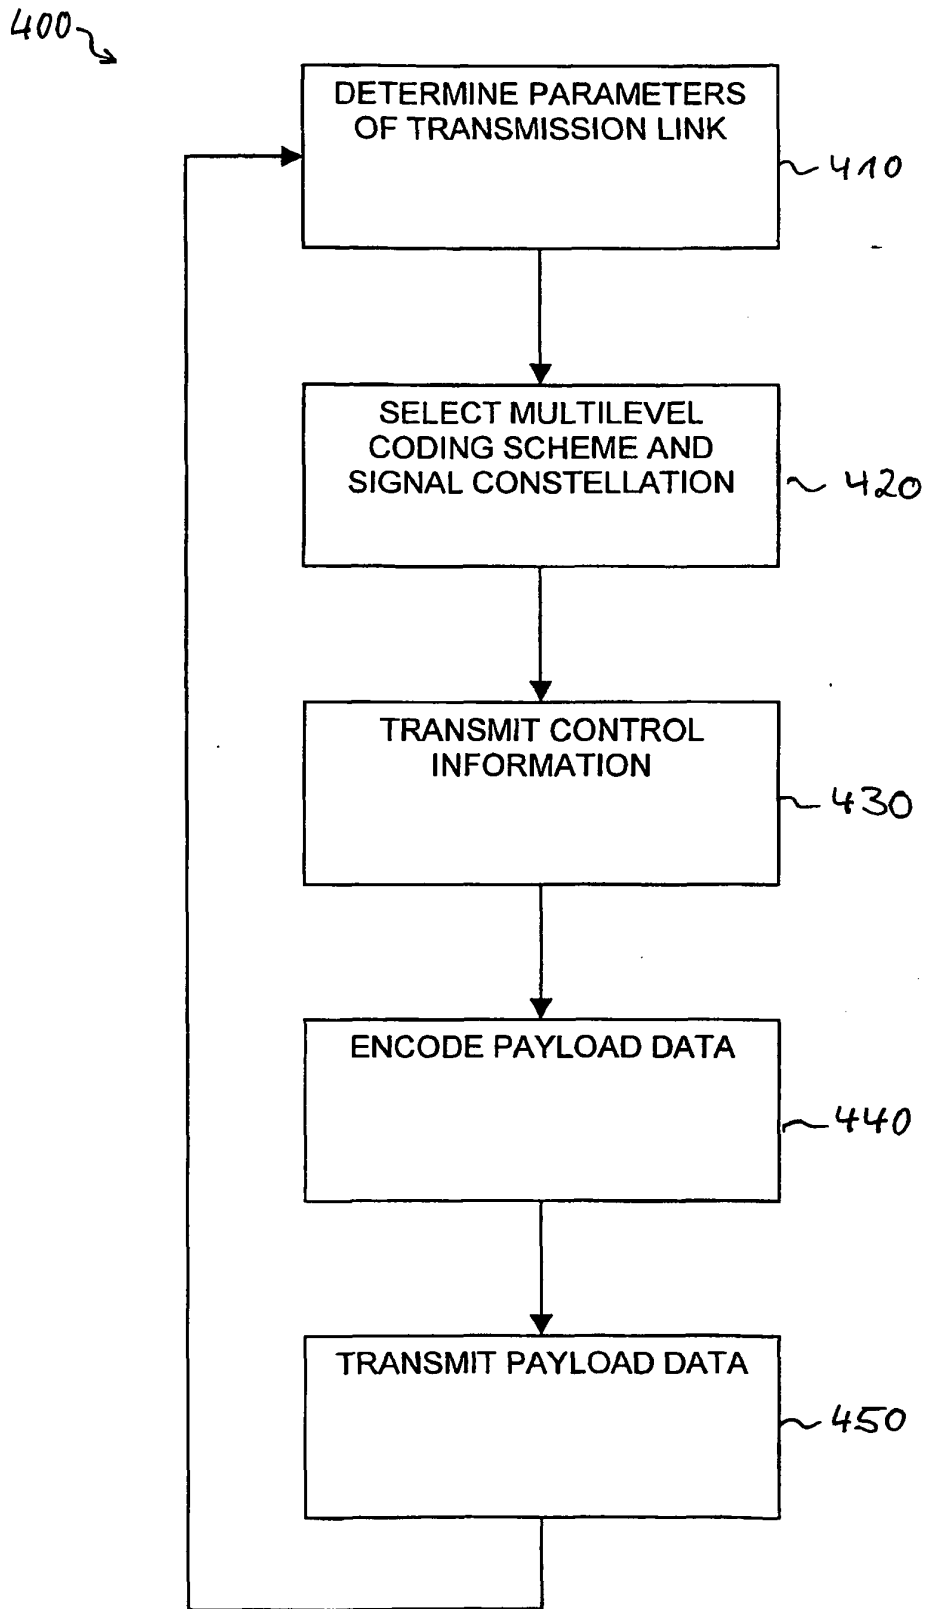 400
DETERMINE PARAMETERS
OF TRANSMISSION LINK
410
SELECT MULTILEVEL
CODING SCHEME AND
SIGNAL CONSTELLATION
420
TRANSMIT CONTROL
INFORMATION
430
ENCODE PAYLOAD DATA
440
TRANSMIT PAYLOAD DATA
450